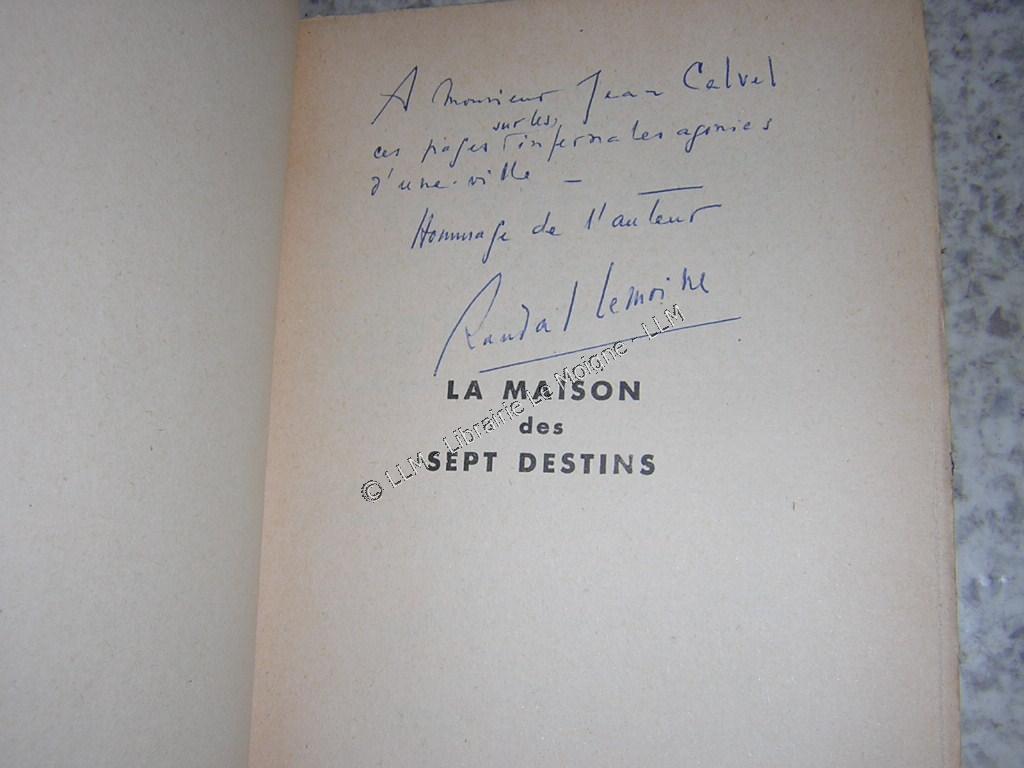 A Monsieur Jean Calvel
sur les,
ces pages infernales agonies
d'une ville —
Hommage de l'auteur
Randal Lemoine
LA MAISON
des
SEPT DESTINS
© LLM - Librairie Le Moigne - LLM